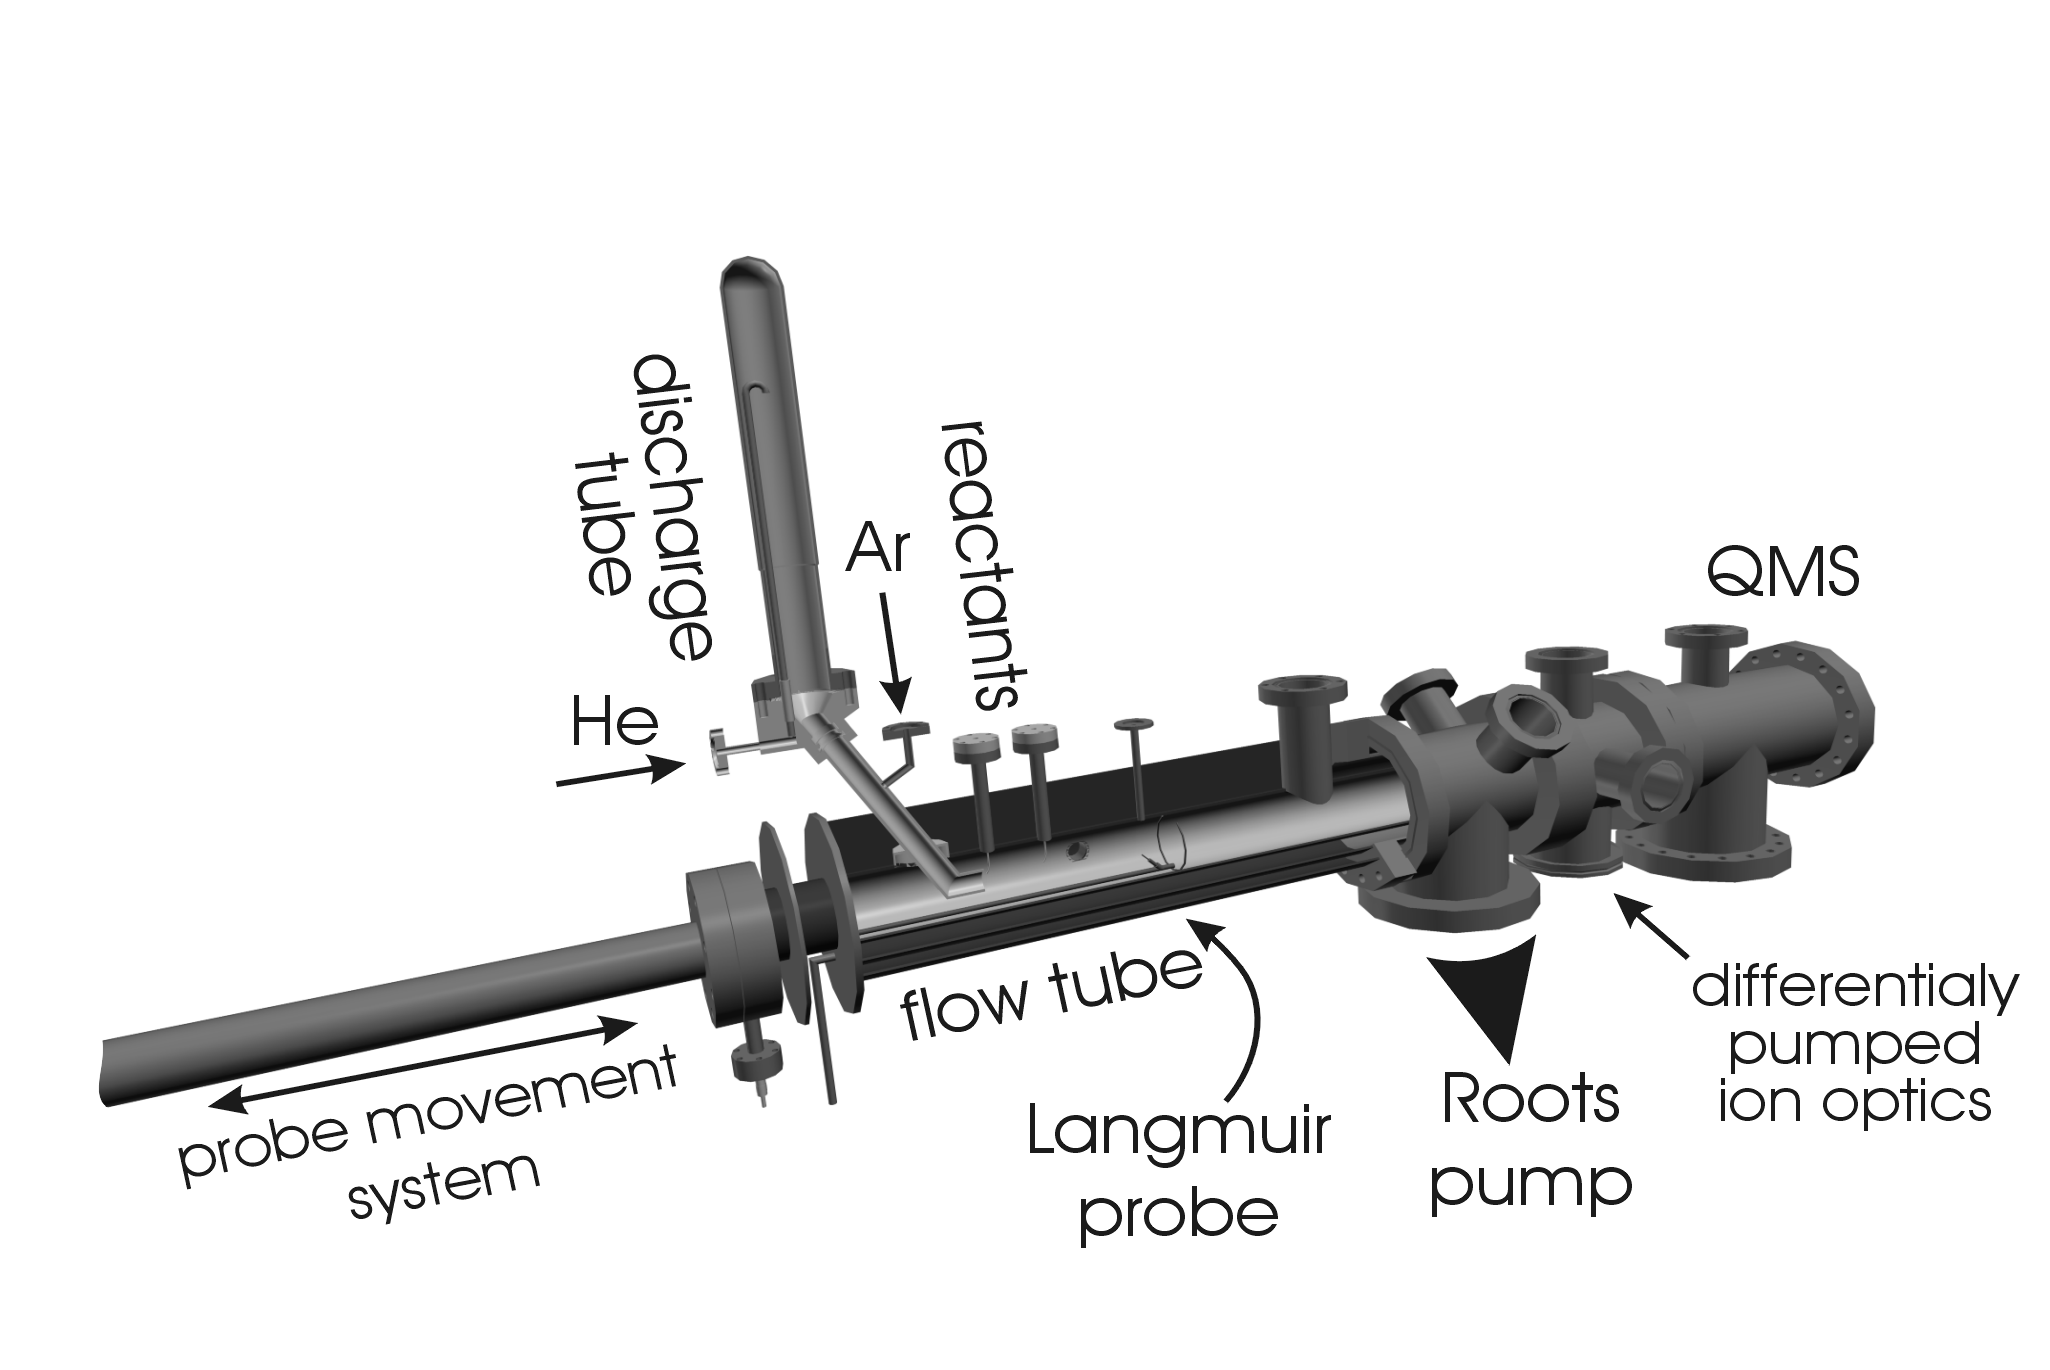 discharge
tube
Ar
reactants
He
QMS
flow tube
probe movement
system
Langmuir
probe
Roots
pump
differentialy
pumped
ion optics